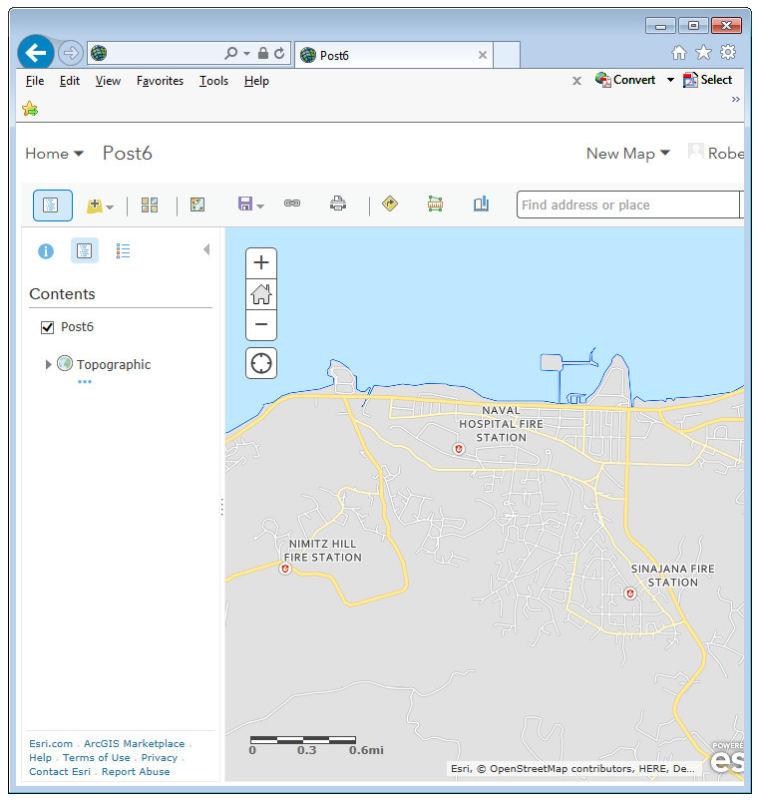 Post6
File Edit View Favorites Tools Help
Convert
Select
Home Post6
New Map
Robe
Find address or place
Contents
Post6
Topographic
NAVAL
HOSPITAL FIRE
STATION
NIMITZ HILL
FIRE STATION
SINAJANA FIRE
STATION
0 0.3 0.6mi
POWERE
es
Esri, © OpenStreetMap contributors, HERE, De...
Esri.com . ArcGIS Marketplace .
Help . Terms of Use . Privacy .
Contact Esri . Report Abuse